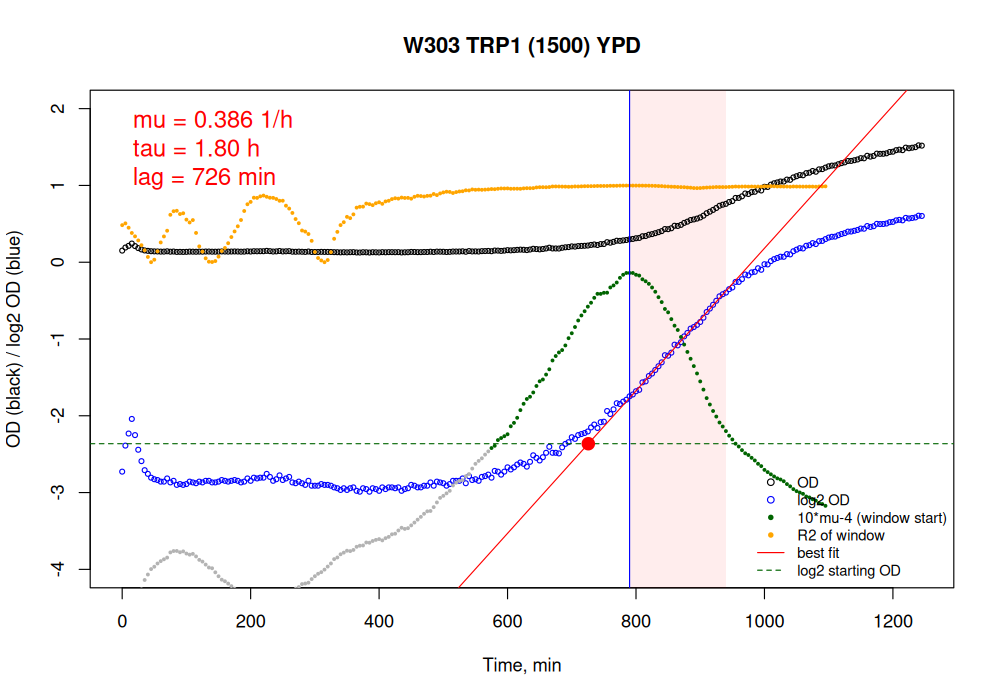 W303 TRP1 (1500) YPD
mu = 0.386 1/h
tau = 1.80 h
lag = 726 min
OD (black) / log2 OD (blue)
2
1
0
-1
-2
-3
-4
OD
log2 OD
10*mu-4 (window start)
R2 of window
best fit
log2 starting OD
0 200 400 600 800 1000 1200
Time, min